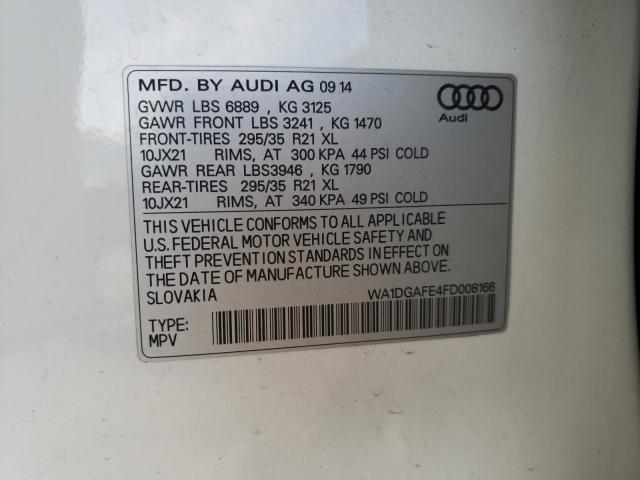 MFD. BY AUDI AG 09 14
GVWR LBS 6889 , KG 3125
GAWR FRONT LBS 3241 , KG 1470
FRONT-TIRES 295/35 R21 XL
10JX21 RIMS, AT 300 KPA 44 PSI COLD
GAWR REAR LBS3946 , KG 1790
REAR-TIRES 295/35 R21 XL
10JX21 RIMS, AT 340 KPA 49 PSI COLD
Audi
THIS VEHICLE CONFORMS TO ALL APPLICABLE
U.S. FEDERAL MOTOR VEHICLE SAFETY AND
THEFT PREVENTION STANDARDS IN EFFECT ON
THE DATE OF MANUFACTURE SHOWN ABOVE.
SLOVAKIA WA1DGAFE4FD008166
TYPE:
MPV